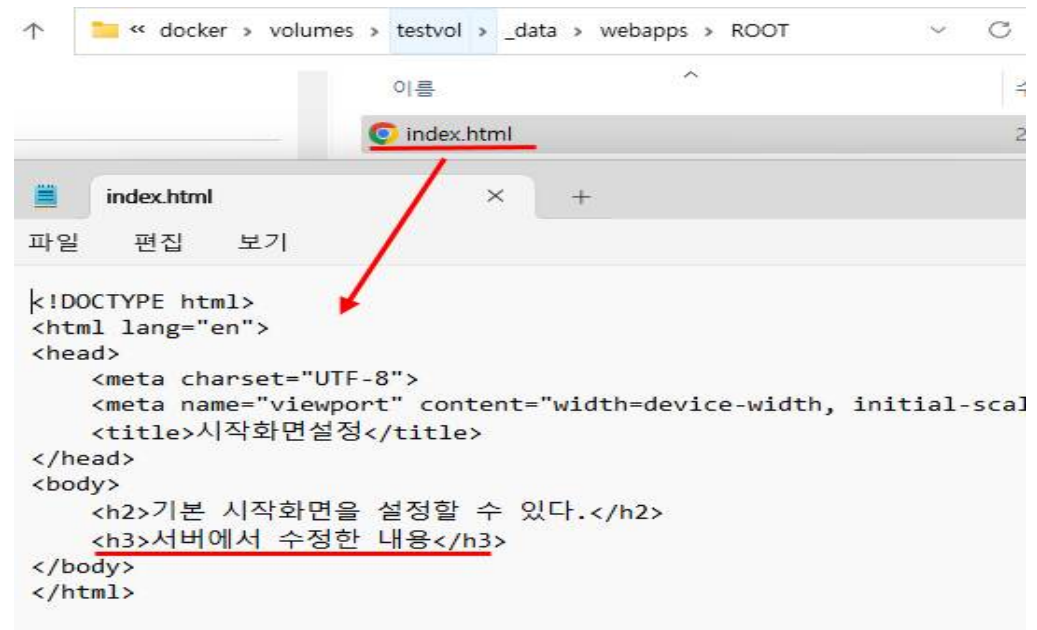 « docker > volumes > testvol > _data > webapps > ROOT
이름
index.html
index.html
파일 편집 보기
<!DOCTYPE html>
<html lang="en">
<head>
<meta charset="UTF-8">
<meta name="viewport" content="width=device-width, initial-scal
<title>시작화면설정</title>
</head>
<body>
<h2>기본 시작화면을 설정할 수 있다.</h2>
<h3>서버에서 수정한 내용</h3>
</body>
</html>